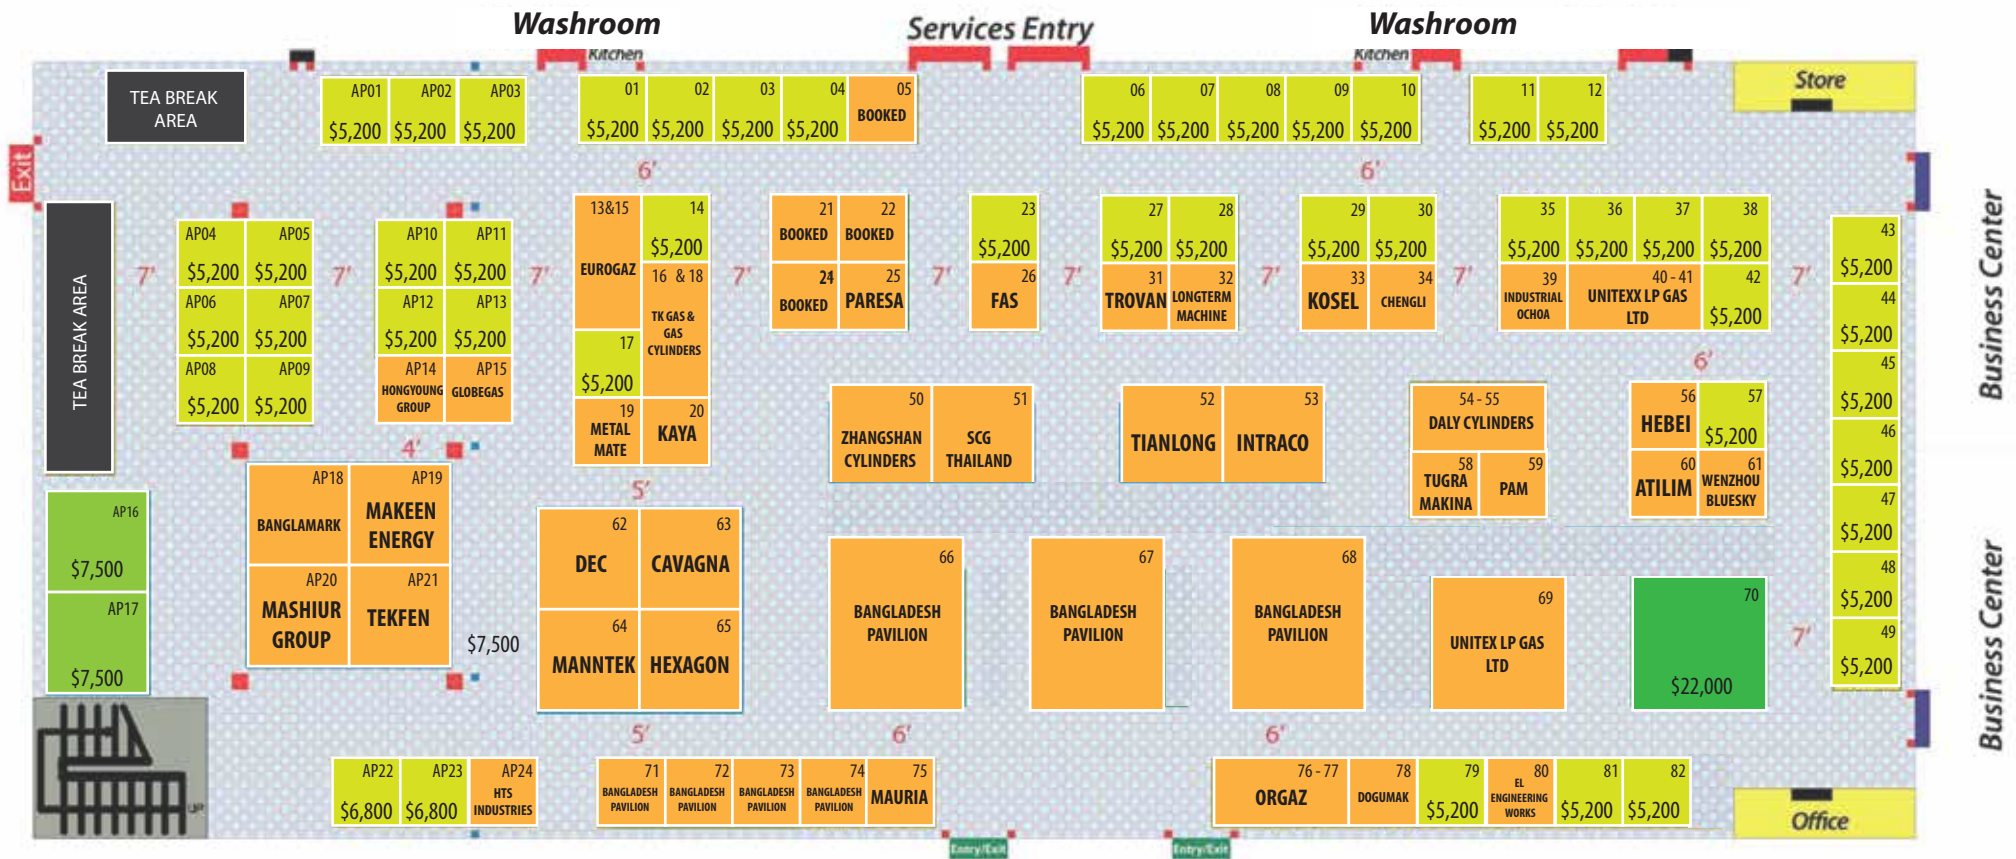 Washroom
Services Entry
Washroom
Kitchen
Kitchen
TEA BREAK
AREA
AP01
$5,200
AP02
$5,200
AP03
$5,200
01
$5,200
02
$5,200
03
$5,200
04
$5,200
05
BOOKED
06
$5,200
07
$5,200
08
$5,200
09
$5,200
10
$5,200
11
$5,200
12
$5,200
Store
Exit
6'
6'
TEA BREAK AREA
7'
AP04
$5,200
AP05
$5,200
AP06
$5,200
AP07
$5,200
AP08
$5,200
AP09
$5,200
7'
AP10
$5,200
AP11
$5,200
AP12
$5,200
AP13
$5,200
AP14
HONGYOUNG
GROUP
AP15
GLOBEGAS
7'
13&15
EUROGAZ
14
$5,200
16 & 18
TK GAS &
GAS
CYLINDERS
17
$5,200
19
METAL
MATE
20
KAYA
7'
21
BOOKED
22
BOOKED
24
BOOKED
25
PARESA
7'
23
$5,200
26
FAS
7'
27
$5,200
28
$5,200
31
TROVAN
32
LONGTERM
MACHINE
7'
29
$5,200
30
$5,200
33
KOSEL
34
CHENGLI
7'
35
$5,200
36
$5,200
37
$5,200
38
$5,200
39
INDUSTRIAL
OCHOA
40 - 41
UNITEXX LP GAS
LTD
42
$5,200
7'
43
$5,200
44
$5,200
45
$5,200
46
$5,200
47
$5,200
48
$5,200
49
$5,200
Business Center
Business Center
6'
50
ZHANGSHAN
CYLINDERS
51
SCG
THAILAND
52
TIANLONG
53
INTRACO
54 - 55
DALY CYLINDERS
58
TUGRA
MAKINA
59
PAM
56
HEBEI
57
$5,200
60
ATILIM
61
WENZHOU
BLUESKY
4'
5'
AP16
$7,500
AP17
$7,500
AP18
BANGLAMARK
AP19
MAKEEN
ENERGY
AP20
MASHIUR
GROUP
AP21
TEKFEN
$7,500
62
DEC
63
CAVAGNA
64
MANNTEK
65
HEXAGON
66
BANGLADESH
PAVILION
67
BANGLADESH
PAVILION
68
BANGLADESH
PAVILION
69
UNITEX LP GAS
LTD
70
$22,000
7'
5'
6'
6'
AP22
$6,800
AP23
$6,800
AP24
HTS
INDUSTRIES
71
BANGLADESH
PAVILION
72
BANGLADESH
PAVILION
73
BANGLADESH
PAVILION
74
BANGLADESH
PAVILION
75
MAURIA
76 - 77
ORGAZ
78
DOGUMAK
79
$5,200
80
EL
ENGINEERING
WORKS
81
$5,200
82
$5,200
Office
Entry/Exit
Entry/Exit